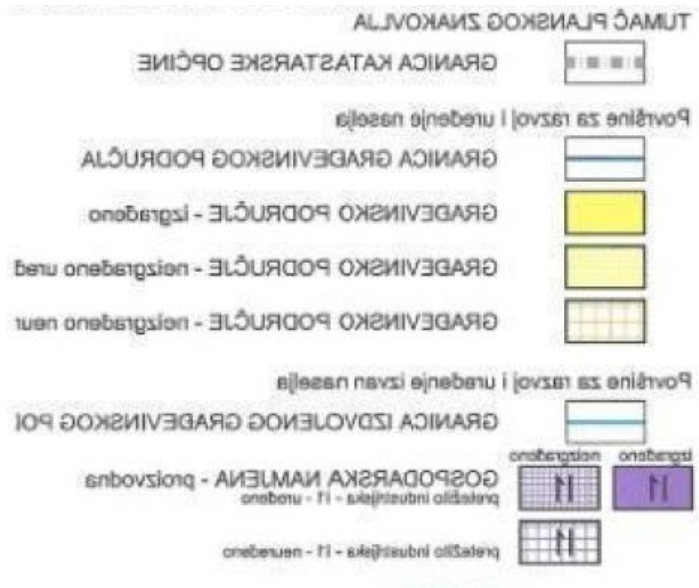 TUMAČ PLANSKOG ZNAKOVLJA
GRANICA KATASTARSKE OPĆINE
Površine za razvoj i uređenje naselja
GRANICA GRAĐEVINSKOG PODRUČJA
GRAĐEVINSKO PODRUČJE - izgrađeno
GRAĐEVINSKO PODRUČJE - neizgrađeno uređ
GRAĐEVINSKO PODRUČJE - neizgrađeno neur
Površine za razvoj i uređenje izvan naselja
GRANICA IZDVOJENOG GRAĐEVINSKOG POD
izgrađeno neizgrađeno
I1 I1 GOSPODARSKA NAMJENA - proizvodna
pretežito industrijska - I1 - uređeno
I1 pretežito industrijska - I1 - neuređeno